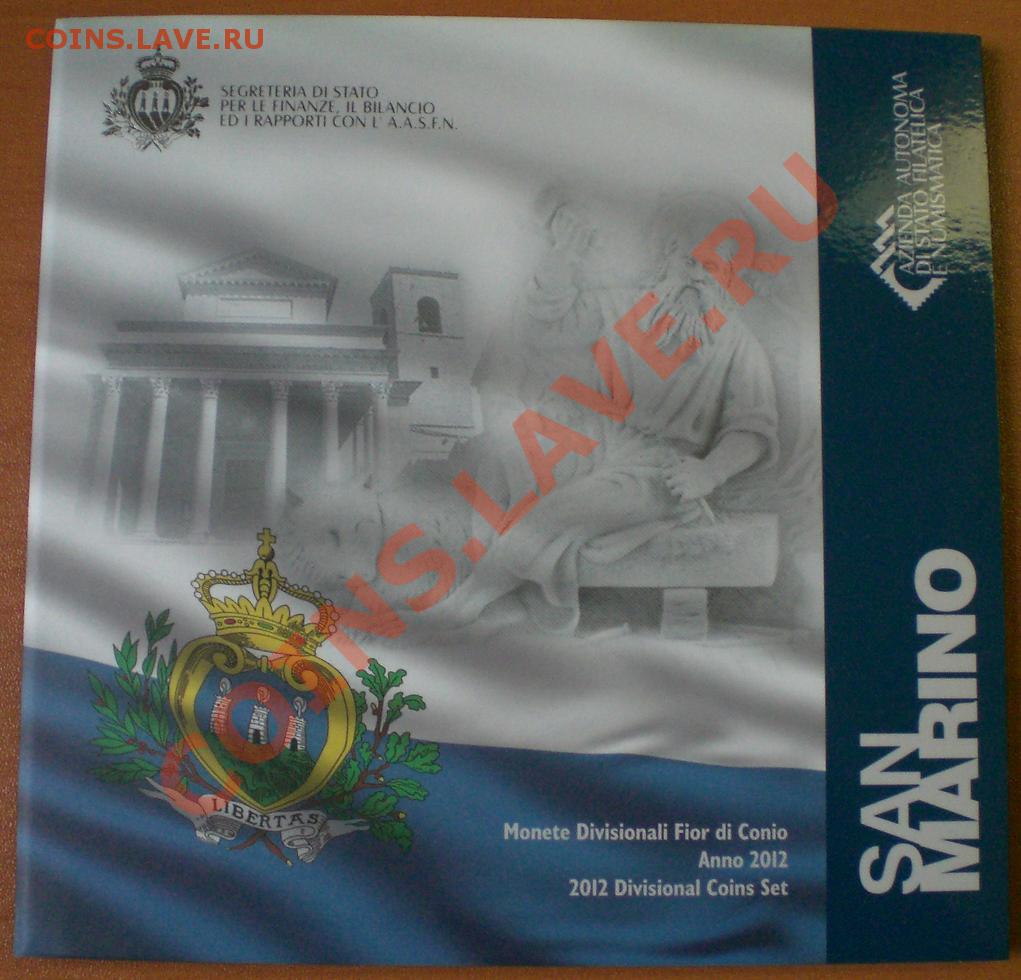 COINS.LAVE.RU
SEGRETERIA DI STATO
PER LE FINANZE, IL BILANCIO
ED I RAPPORTI CON L' A.A.S.F.N.
AZIENDA AUTONOMA
DI STATO FILATELICA
E NUMISMATICA
COINS.LAVE.RU
LIBERTAS
Monete Divisionali Fior di Conio
Anno 2012
2012 Divisional Coins Set
SAN
MARINO